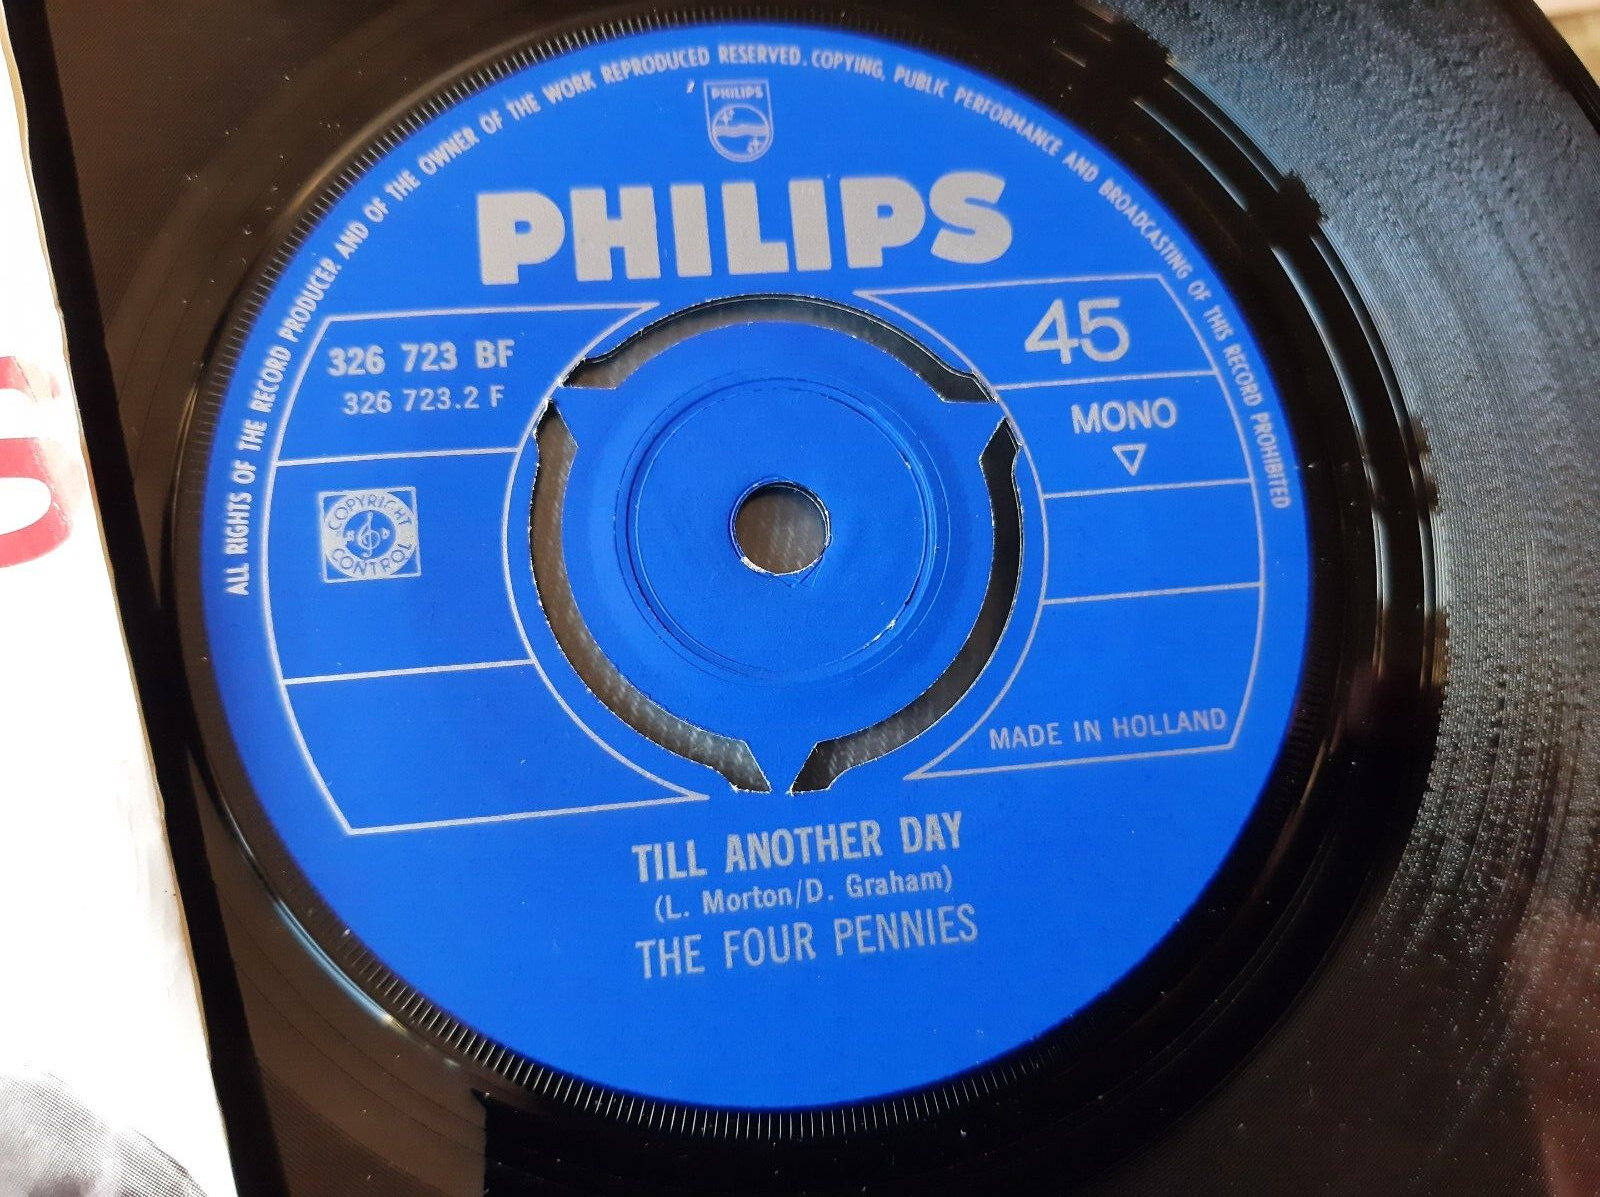 ALL RIGHTS OF THE RECORD PRODUCER AND OF THE OWNER OF THE WORK REPRODUCED RESERVED. COPYING, PUBLIC PERFORMANCE AND BROADCASTING OF THIS RECORD PROHIBITED
PHILIPS
PHILIPS
326 723 BF
326 723.2 F
45
MONO
COPYRIGHT
CONTROL
MADE IN HOLLAND
TILL ANOTHER DAY
(L. Morton/D. Graham)
THE FOUR PENNIES